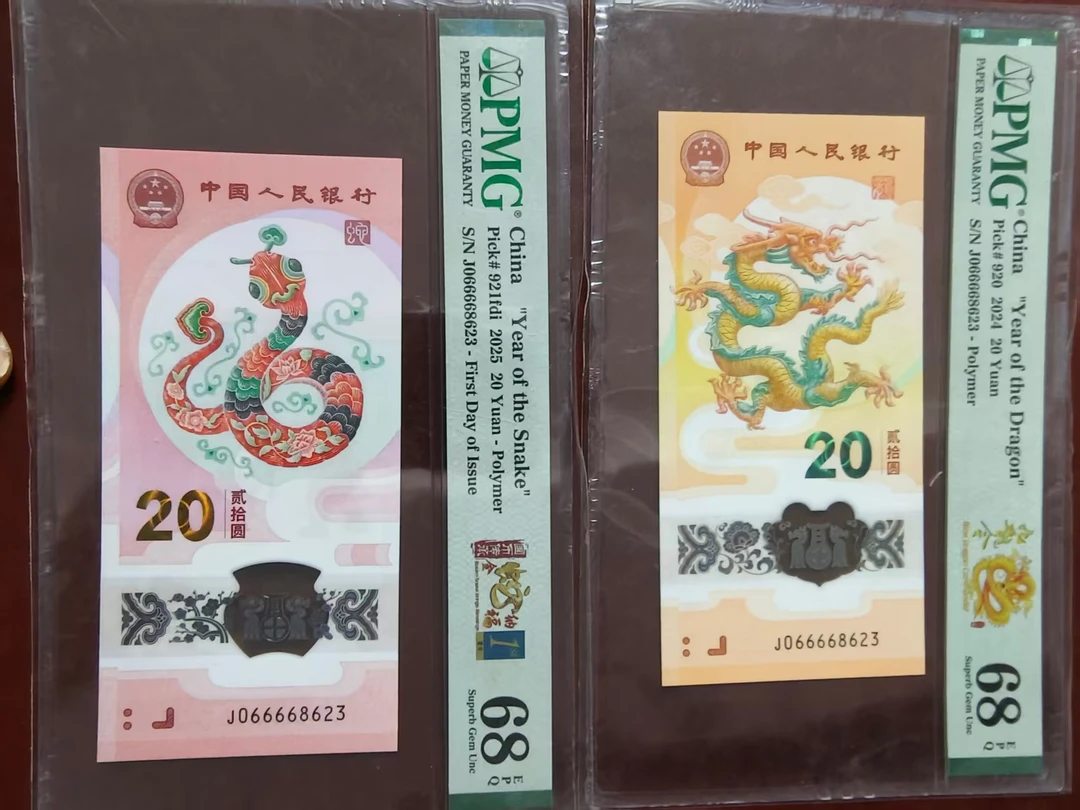 中国人民银行
蛇
20
贰拾圆
J066668623
PMG®
PAPER MONEY GUARANTY
China "Year of the Snake"
Pick# 921fdi 2025 20 Yuan - Polymer
S/N J066668623 - First Day of Issue
68 EPQ
Superb Gem Unc
中国人民银行
20
贰拾圆
J066668623
PMG®
PAPER MONEY GUARANTY
China "Year of the Dragon"
Pick# 920 2024 20 Yuan
S/N J066668623 - Polymer
68 EPQ
Superb Gem Unc